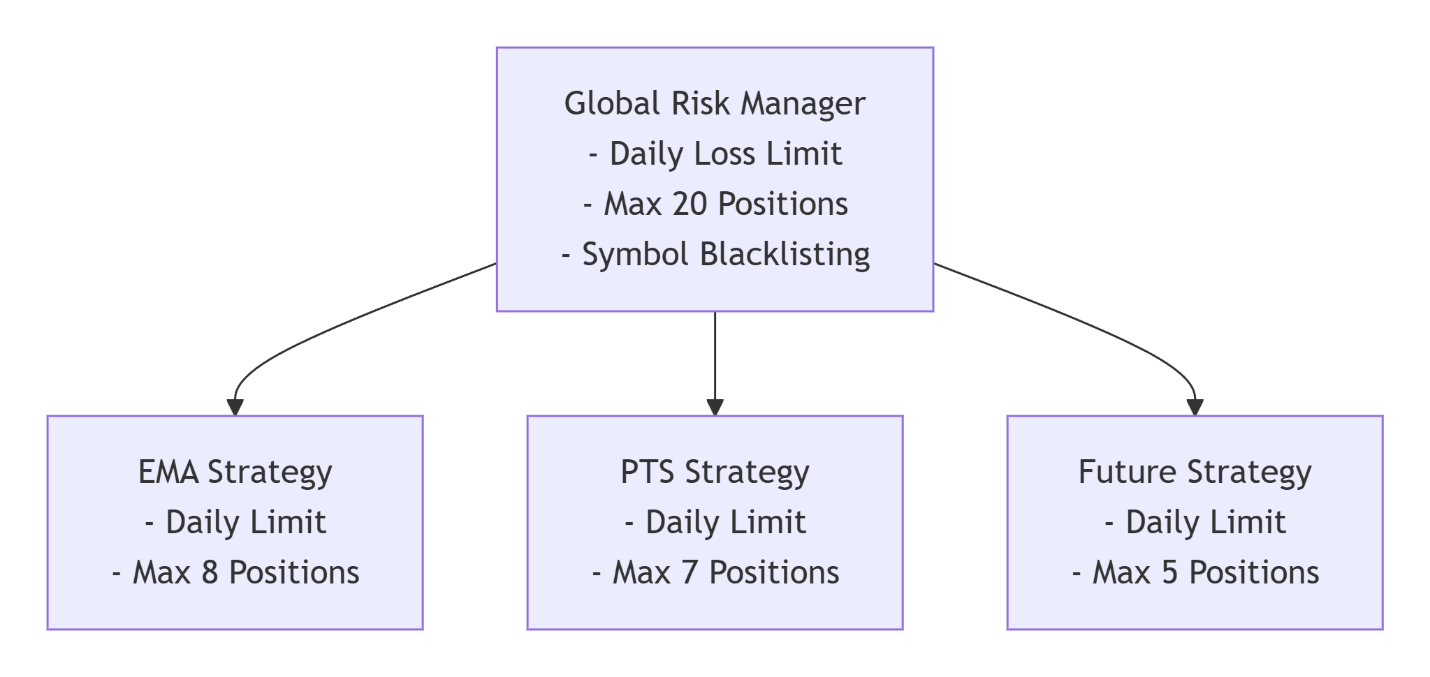 Global Risk Manager
- Daily Loss Limit
- Max 20 Positions
- Symbol Blacklisting
EMA Strategy
- Daily Limit
- Max 8 Positions
PTS Strategy
- Daily Limit
- Max 7 Positions
Future Strategy
- Daily Limit
- Max 5 Positions